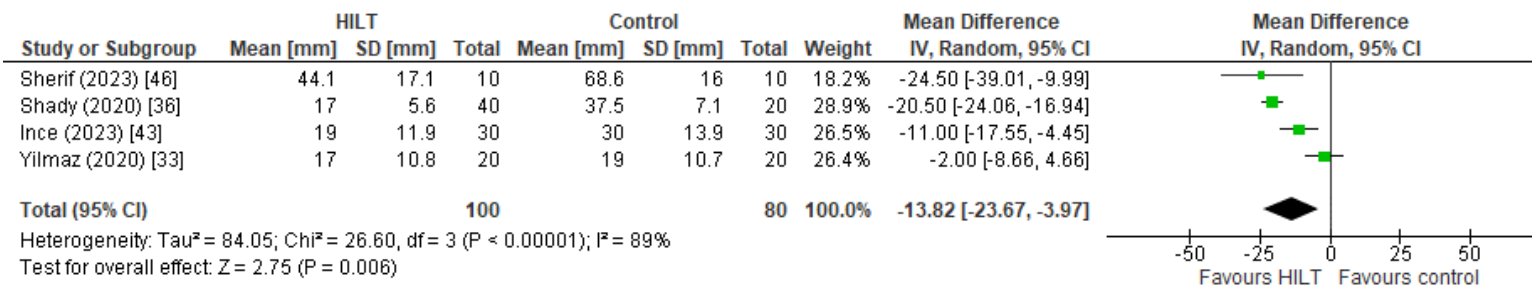 HILT Control Mean Difference Mean Difference
Study or Subgroup Mean [mm] SD [mm] Total Mean [mm] SD [mm] Total Weight IV, Random, 95% CI IV, Random, 95% CI
Sherif (2023) [46] 44.1 17.1 10 68.6 16 10 18.2% -24.50 [-39.01, -9.99]
Shady (2020) [36] 17 5.6 40 37.5 7.1 20 28.9% -20.50 [-24.06, -16.94]
Ince (2023) [43] 19 11.9 30 30 13.9 30 26.5% -11.00 [-17.55, -4.45]
Yilmaz (2020) [33] 17 10.8 20 19 10.7 20 26.4% -2.00 [-8.66, 4.66]
Total (95% CI) 100 80 100.0% -13.82 [-23.67, -3.97]
Heterogeneity: Tau² = 84.05; Chi² = 26.60, df = 3 (P < 0.00001); I² = 89%
Test for overall effect: Z = 2.75 (P = 0.006)
-50 -25 0 25 50
Favours HILT Favours control